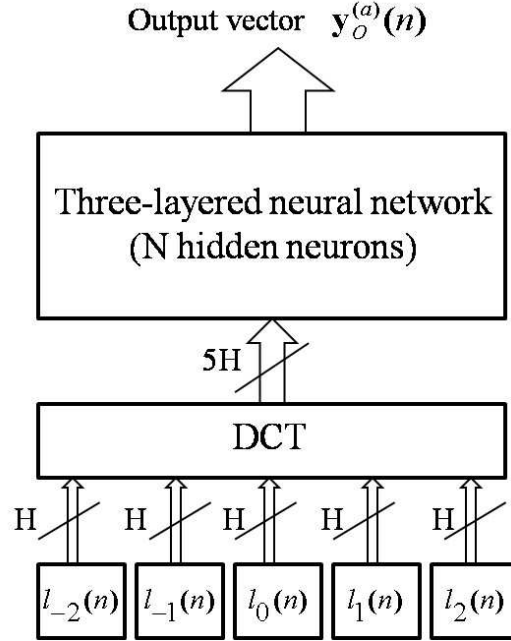 Output vector y_O^(a)(n)
Three-layered neural network
(N hidden neurons)
5H
DCT
H H H H H
l_−2(n) l_−1(n) l_0(n) l_1(n) l_2(n)